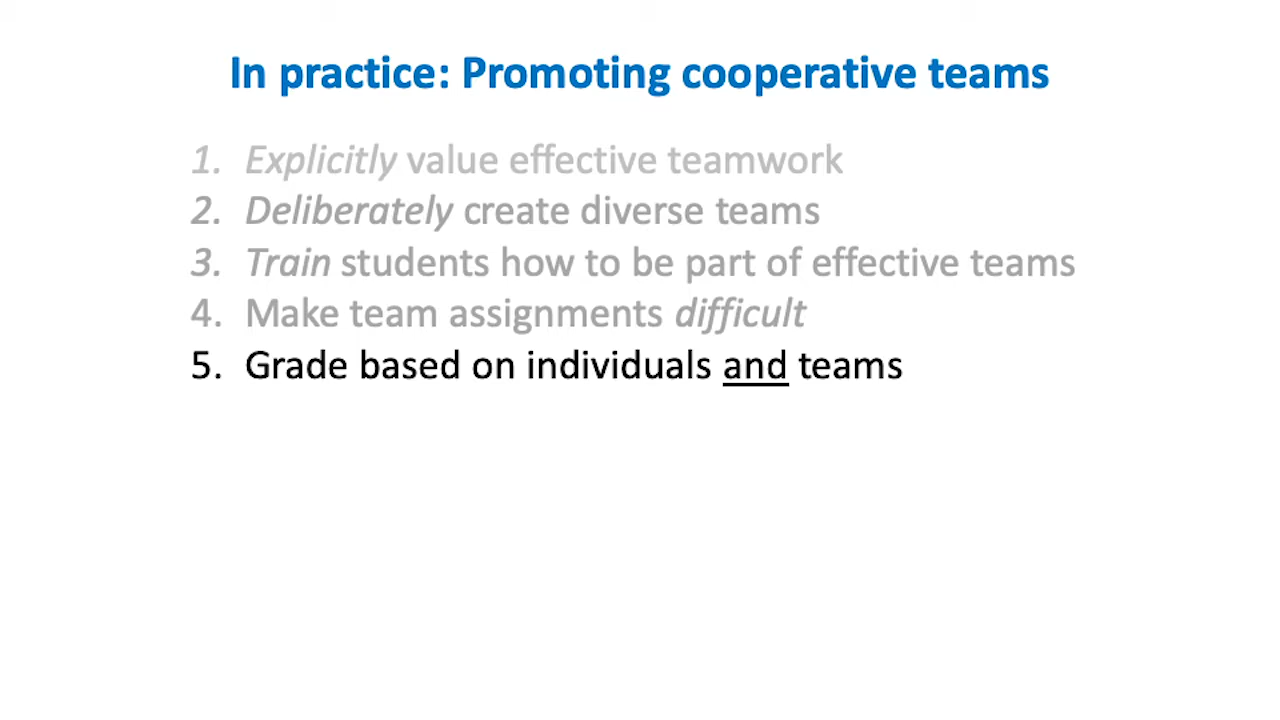 In practice: Promoting cooperative teams
1. Explicitly value effective teamwork
2. Deliberately create diverse teams
3. Train students how to be part of effective teams
4. Make team assignments difficult
5. Grade based on individuals and teams